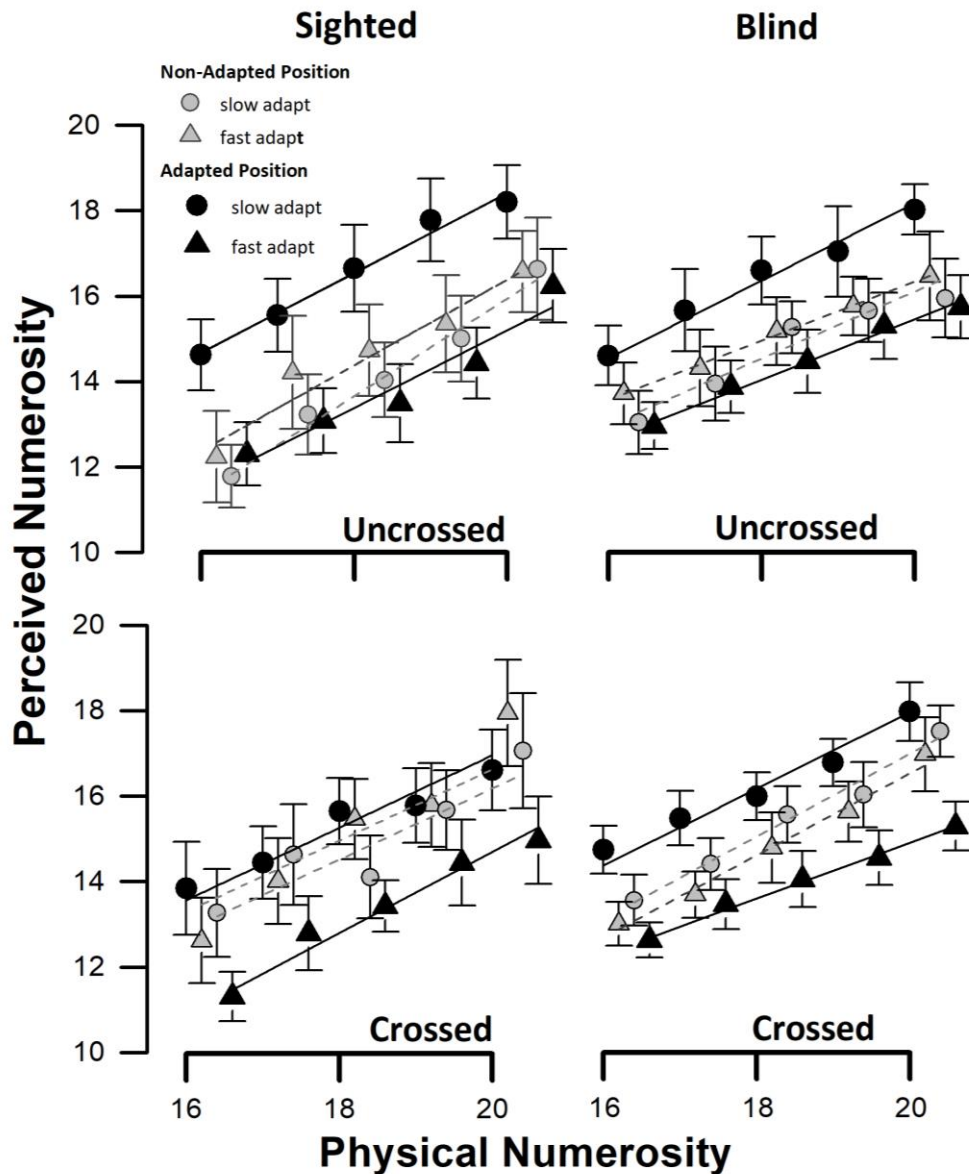 Sighted
Blind
Non-Adapted Position
slow adapt
fast adapt
Adapted Position
slow adapt
fast adapt
20
18
16
14
12
10
Uncrossed
Uncrossed
Perceived Numerosity
20
18
16
14
12
10
Crossed
Crossed
16 18 20 16 18 20
Physical Numerosity